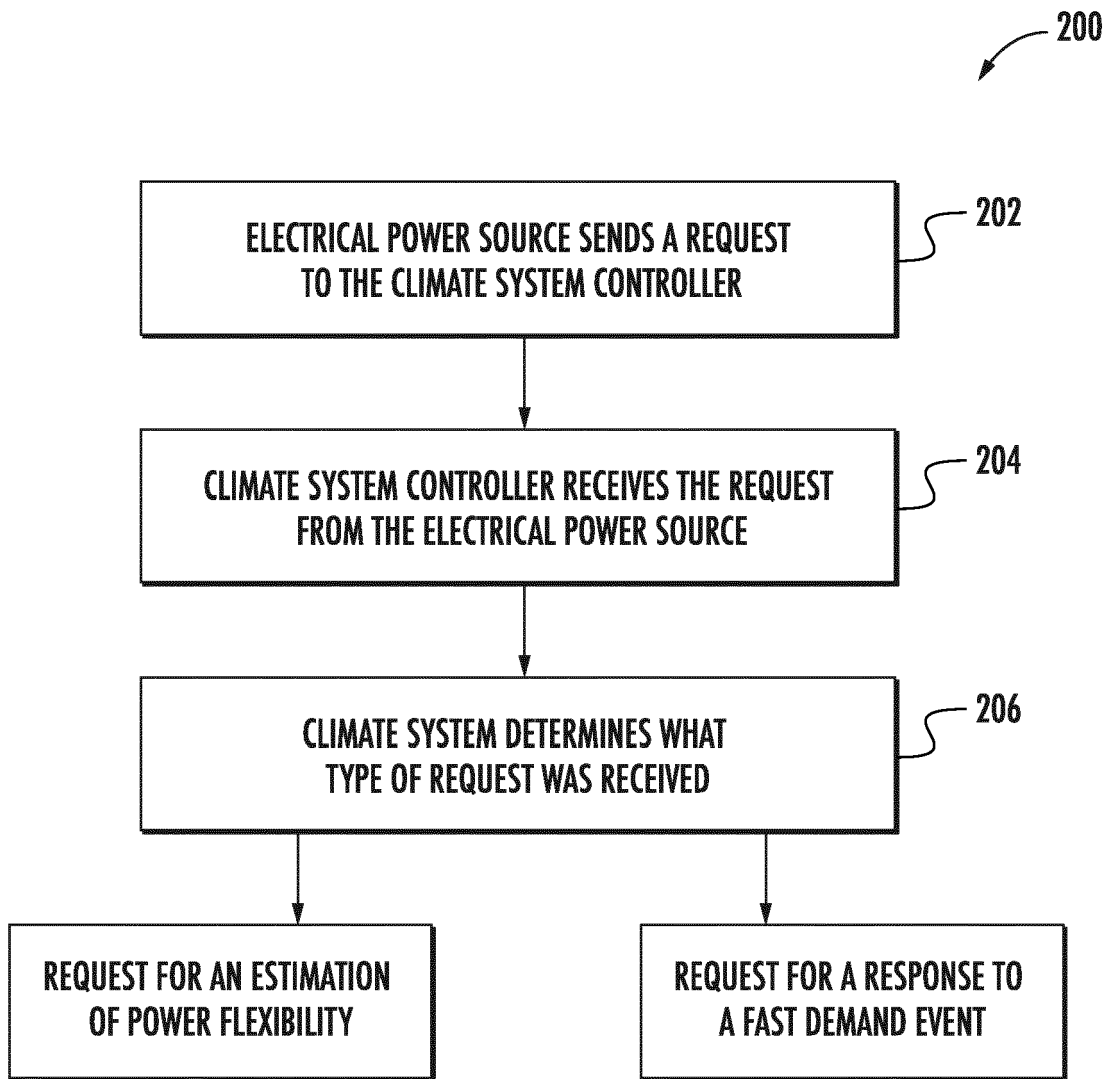 200
ELECTRICAL POWER SOURCE SENDS A REQUEST
TO THE CLIMATE SYSTEM CONTROLLER
202
CLIMATE SYSTEM CONTROLLER RECEIVES THE REQUEST
FROM THE ELECTRICAL POWER SOURCE
204
CLIMATE SYSTEM DETERMINES WHAT
TYPE OF REQUEST WAS RECEIVED
206
REQUEST FOR AN ESTIMATION
OF POWER FLEXIBILITY
REQUEST FOR A RESPONSE TO
A FAST DEMAND EVENT